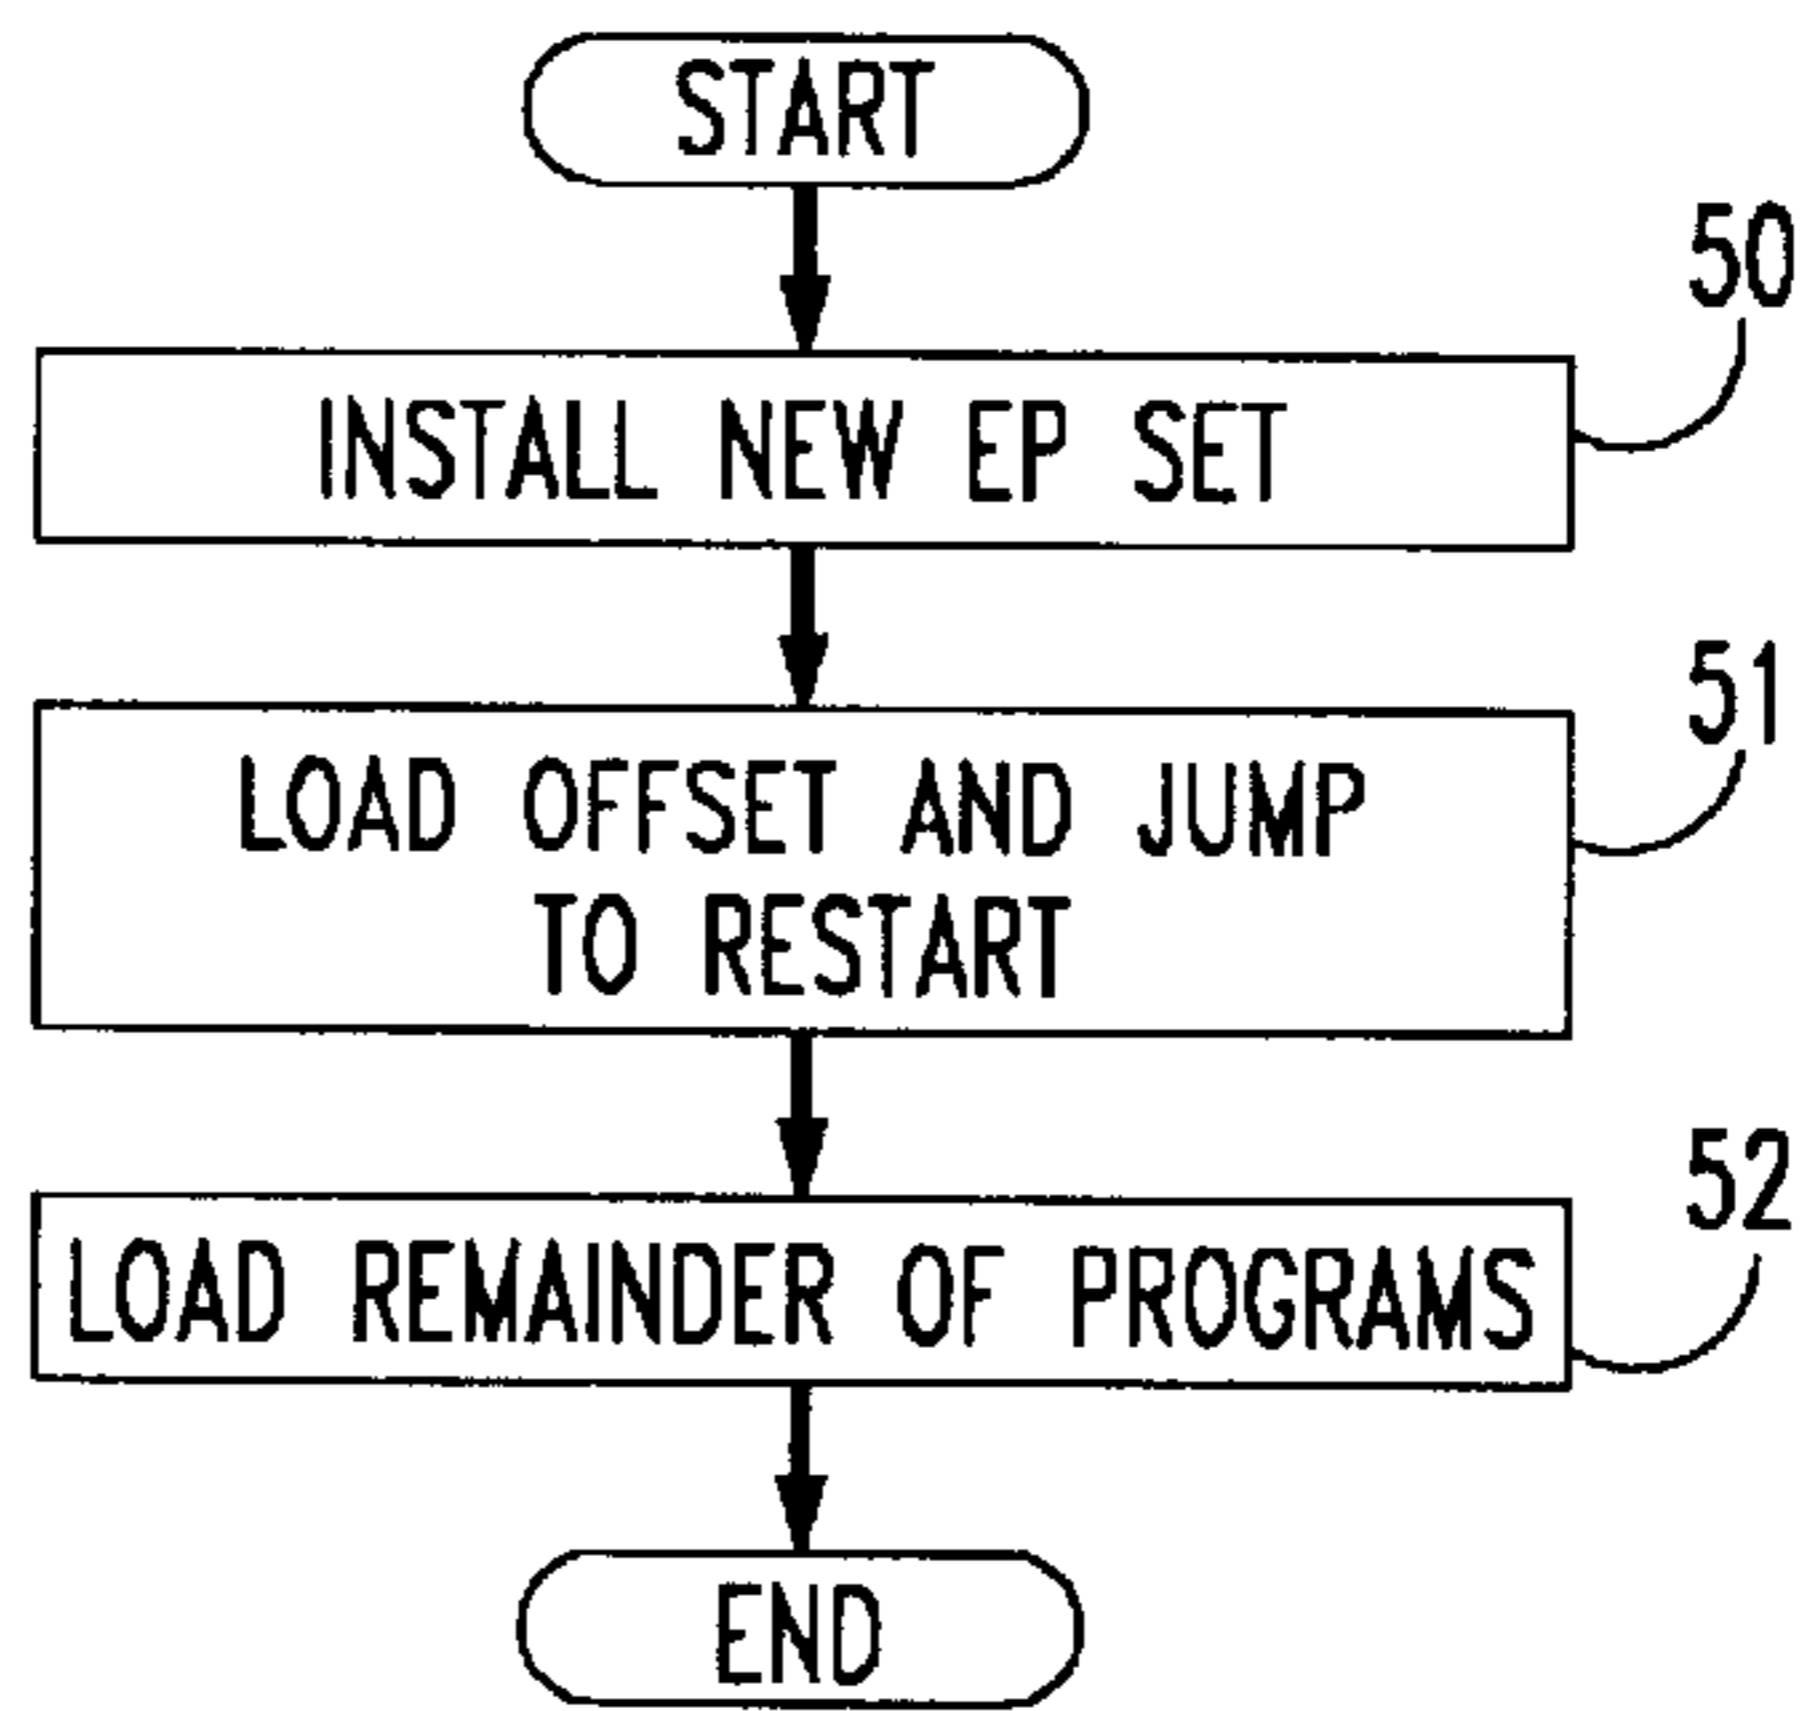 START
50
INSTALL NEW EP SET
51
LOAD OFFSET AND JUMP
TO RESTART
52
LOAD REMAINDER OF PROGRAMS
END